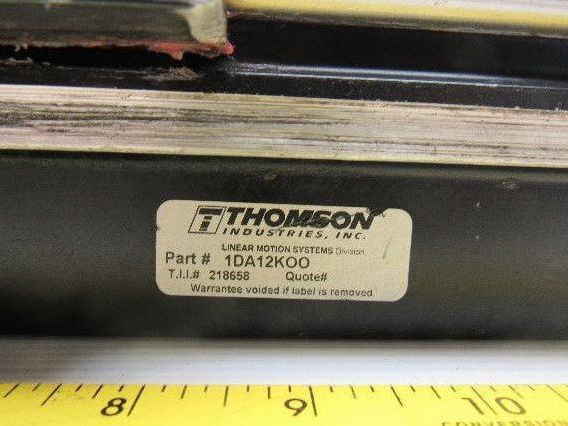 THOMSON
INDUSTRIES, INC.
LINEAR MOTION SYSTEMS Division
Part # 1DA12KOO
T.I.I.# 218658 Quote#
Warrantee voided if label is removed
8 9 10
CONVERSION